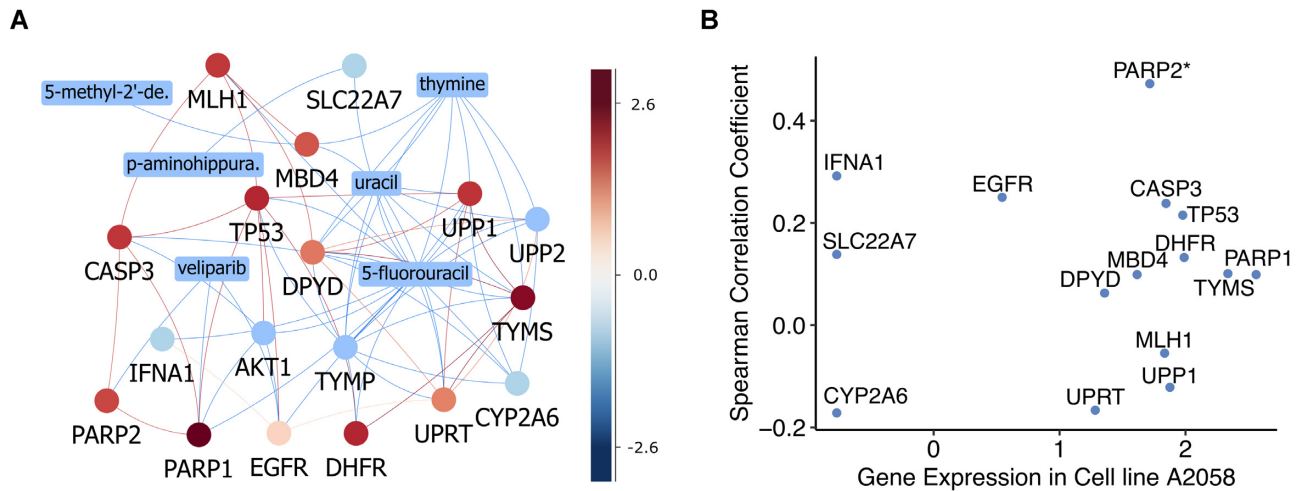 A
B
MLH1
SLC22A7
5-methyl-2'-de.
thymine
p-aminohippura.
MBD4
uracil
TP53
UPP1
UPP2
CASP3
veliparib
DPYD
5-fluorouracil
TYMS
IFNA1
AKT1
TYMP
CYP2A6
PARP2
PARP1
EGFR
DHFR
UPRT
2.6
0.0
-2.6
Spearman Correlation Coefficient
0.4
0.2
0.0
−0.2
PARP2*
IFNA1
EGFR
CASP3
TP53
SLC22A7
DHFR
MBD4
PARP1
DPYD
TYMS
MLH1
UPP1
CYP2A6
UPRT
0
1
2
Gene Expression in Cell line A2058